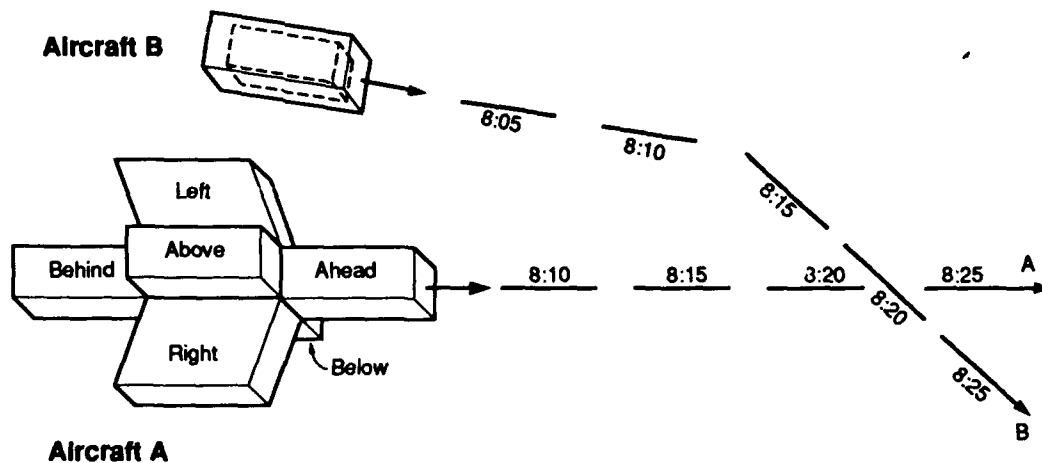 Aircraft B
8:05
8:10
8:15
Left
Behind
Above
Ahead
8:10
8:15
3:20
8:20
8:25
A
Right
Below
8:25
B
Aircraft A